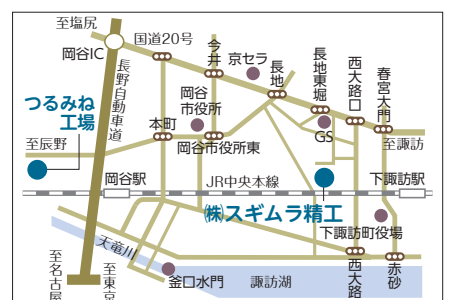 至塩尻
国道20号
岡谷IC
今井
京セラ
長地
長地東堀
西大路口
春宮大門
長野自動車道
岡谷
市役所
つるみね
工場
本町
岡谷市役所東
GS
至諏訪
至辰野
岡谷駅
JR中央本線
下諏訪駅
㈱スギムラ精工
下諏訪町役場
天竜川
至名古屋
至東京
釜口水門
諏訪湖
西大路
赤砂